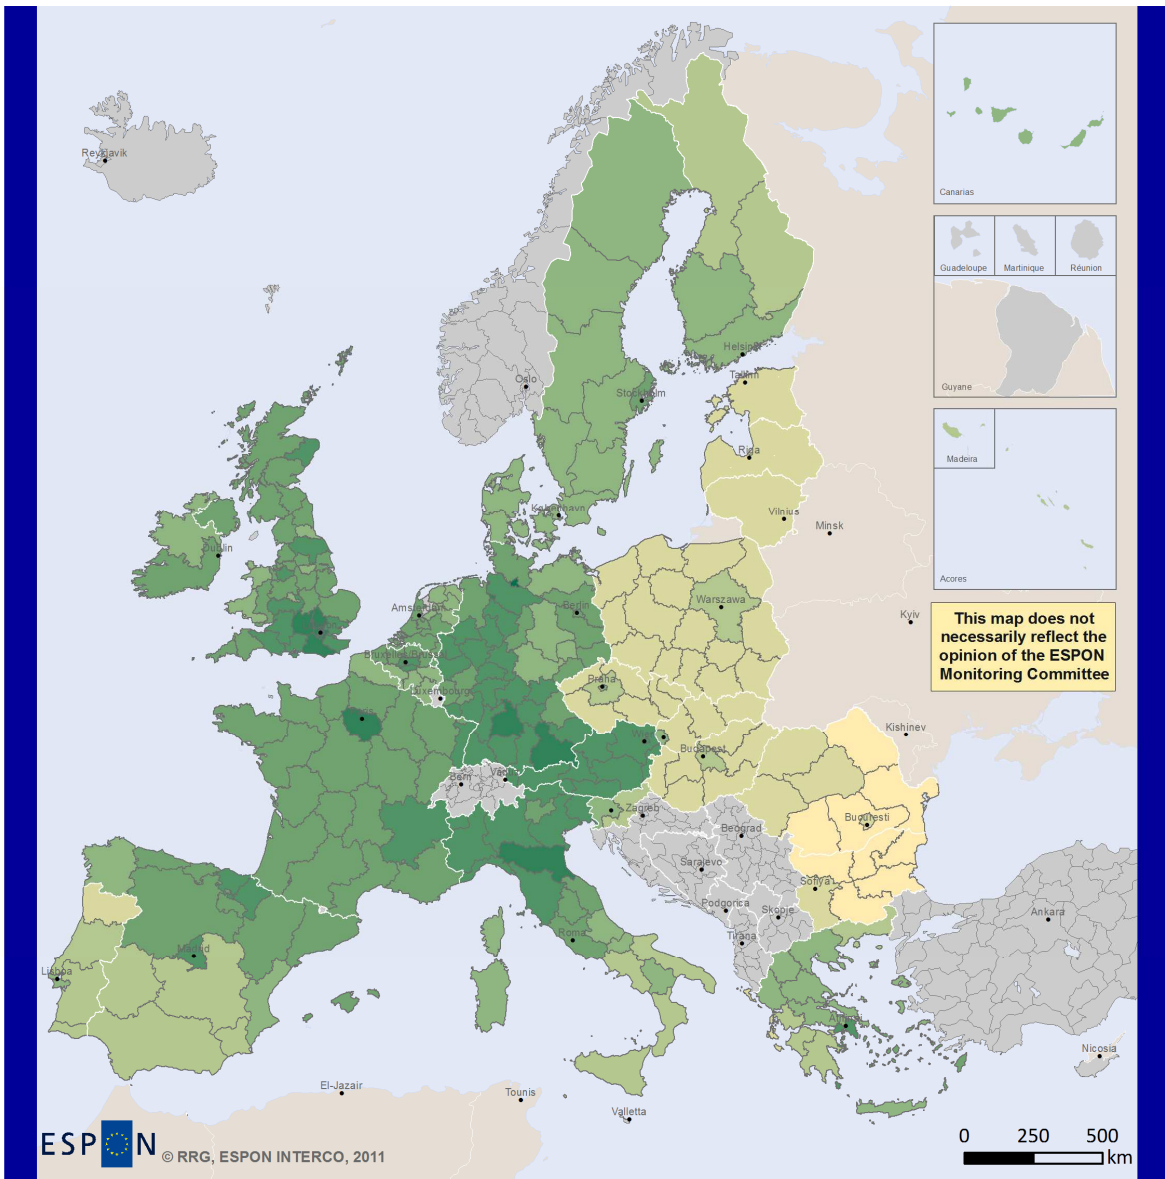 Reykjavik
Canarias
Guadeloupe
Martinique
Réunion
Guyane
Helsinki
Oslo
Tallinn
Stockholm
Madeira
Riga
København
Vilnius
Minsk
Dublin
Acores
Warszawa
Amsterdam
Berlin
Kyiv
This map does not
necessarily reflect the
opinion of the ESPON
Monitoring Committee
Praha
Luxembourg
Wien
Kishinev
Budapest
Bern
Zagreb
Bucuresti
Beograd
Sarajevo
Sofiya
Podgorica
Skopje
Ankara
Roma
Tirana
Madrid
Lisboa
Nicosia
El-Jazair
Tounis
Valletta
ESPON
© RRG, ESPON INTERCO, 2011
0 250 500
km